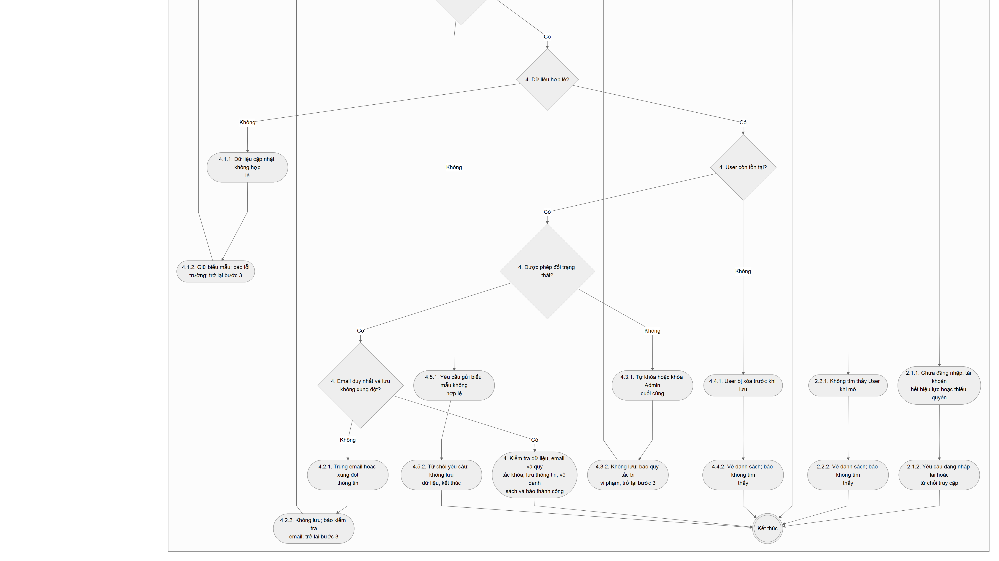 Có
4. Dữ liệu hợp lệ?
Không
Có
4.1.1. Dữ liệu cập nhật
không hợp
lệ
Không
4. User còn tồn tại?
Có
4.1.2. Giữ biểu mẫu; báo lỗi
trường; trở lại bước 3
4. Được phép đổi trạng
thái?
Không
Có
Không
4. Email duy nhất và lưu
không xung đột?
4.5.1. Yêu cầu gửi biểu
mẫu không
hợp lệ
4.3.1. Tự khóa hoặc khóa
Admin
cuối cùng
4.4.1. User bị xóa trước khi
lưu
2.2.1. Không tìm thấy User
khi mở
2.1.1. Chưa đăng nhập, tài
khoản
hết hiệu lực hoặc thiếu
quyền
Không
Có
4.2.1. Trùng email hoặc
xung đột
thông tin
4.5.2. Từ chối yêu cầu;
không lưu
dữ liệu; kết thúc
4. Kiểm tra dữ liệu, email
và quy
tắc khóa; lưu thông tin; về
danh
sách và báo thành công
4.3.2. Không lưu; báo quy
tắc bị
vi phạm; trở lại bước 3
4.4.2. Về danh sách; báo
không tìm
thấy
2.2.2. Về danh sách; báo
không tìm
thấy
2.1.2. Yêu cầu đăng nhập
lại hoặc
từ chối truy cập
4.2.2. Không lưu; báo kiểm
tra
email; trở lại bước 3
Kết thúc